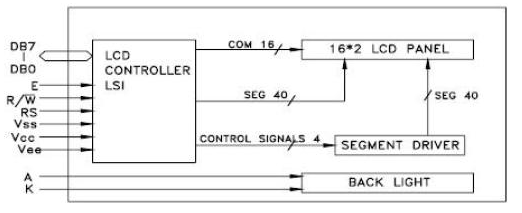 DB7
DB0
E
R/W̅
RS
Vss
Vcc
Vee
A
K
LCD
CONTROLLER
LSI
COM 16
SEG 40
CONTROL SIGNALS 4
16*2 LCD PANEL
SEG 40
SEGMENT DRIVER
BACK LIGHT